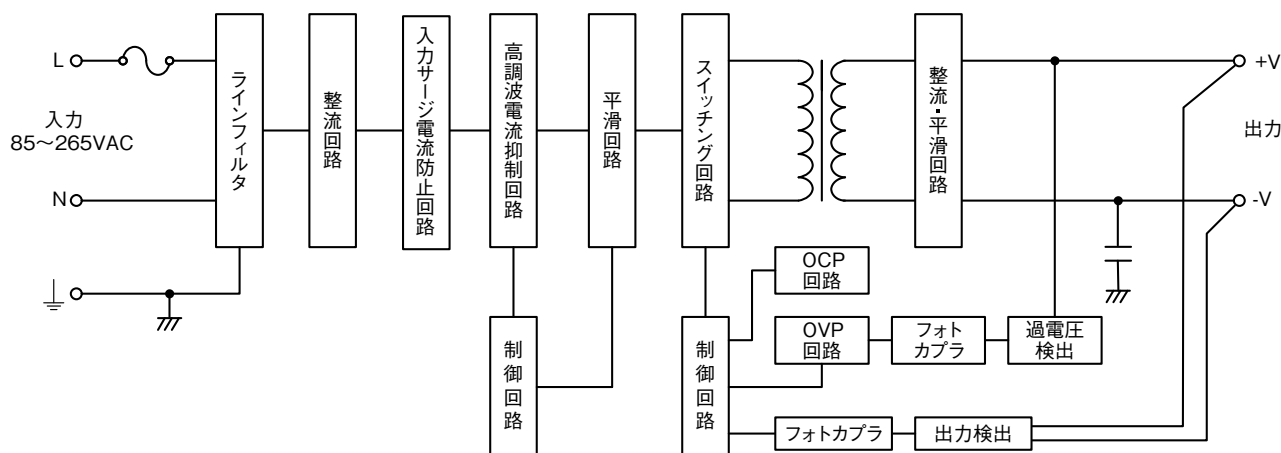 L
入力
85～265VAC
N
ラインフィルタ
整流回路
入力サージ電流防止回路
高調波電流抑制回路
平滑回路
スイッチング回路
整流・平滑回路
+V
出力
-V
制御回路
制御回路
OCP
回路
OVP
回路
フォト
カプラ
過電圧
検出
フォトカプラ
出力検出